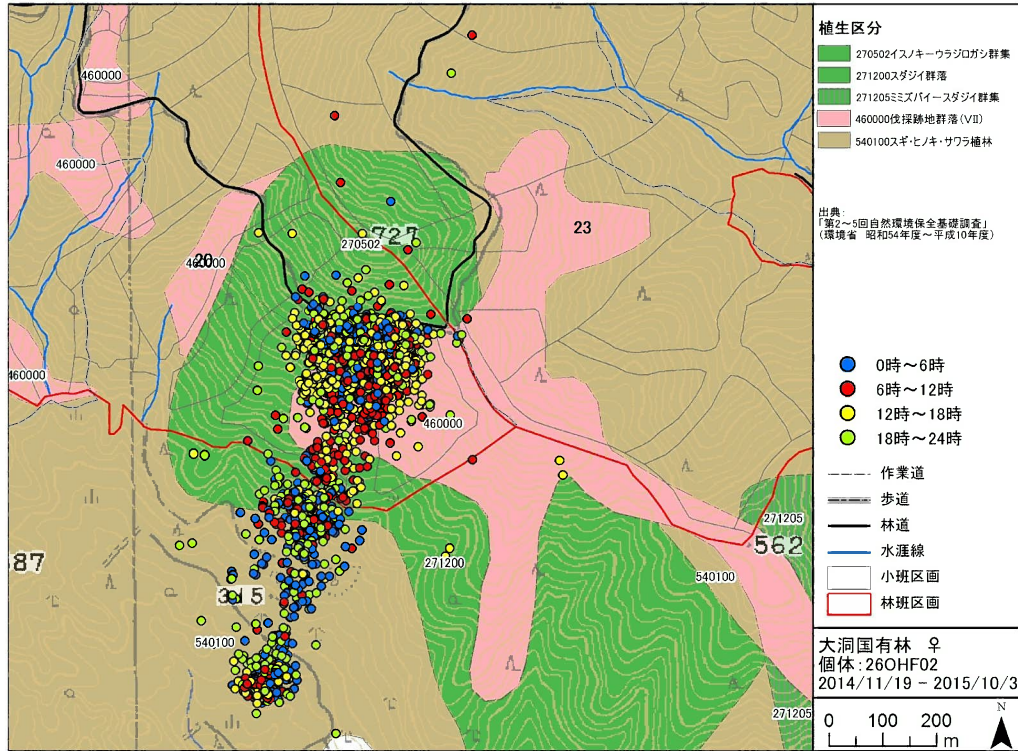 植生区分
270502イスノキーウラジロガシ群集
271200スダジイ群落
271205ミミズバイースダジイ群集
460000伐採跡地群落(VII)
540100スギ・ヒノキ・サワラ植林
出典:
「第2～5回自然環境保全基礎調査」
(環境省 昭和54年度～平成10年度)
0時～6時
6時～12時
12時～18時
18時～24時
作業道
歩道
林道
水涯線
小班区画
林班区画
大洞国有林 ♀
個体:26OHF02
2014/11/19 - 2015/10/3
0 100 200
m
N
460000
460000
23
727
270502
20
460000
460000
460000
271205
562
387
271200
540100
315
540100
271205